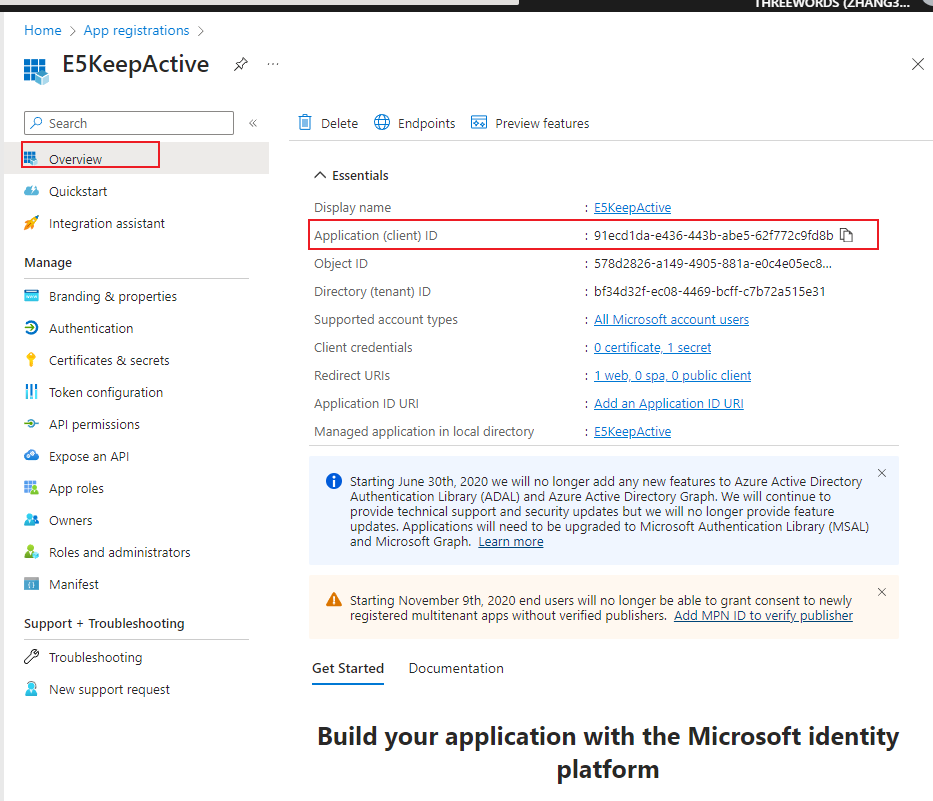 THREEWORDS (ZHANG3...
Home > App registrations >
E5KeepActive
...
Search
«
Overview
Quickstart
Integration assistant
Manage
Branding & properties
Authentication
Certificates & secrets
Token configuration
API permissions
Expose an API
App roles
Owners
Roles and administrators
Manifest
Support + Troubleshooting
Troubleshooting
New support request
Delete
Endpoints
Preview features
Essentials
Display name : E5KeepActive
Application (client) ID : 91ecd1da-e436-443b-abe5-62f772c9fd8b
Object ID : 578d2826-a149-4905-881a-e0c4e05ec8...
Directory (tenant) ID : bf34d32f-ec08-4469-bcff-c7b72a515e31
Supported account types : All Microsoft account users
Client credentials : 0 certificate, 1 secret
Redirect URIs : 1 web, 0 spa, 0 public client
Application ID URI : Add an Application ID URI
Managed application in local directory : E5KeepActive
Starting June 30th, 2020 we will no longer add any new features to Azure Active Directory
Authentication Library (ADAL) and Azure Active Directory Graph. We will continue to
provide technical support and security updates but we will no longer provide feature
updates. Applications will need to be upgraded to Microsoft Authentication Library (MSAL)
and Microsoft Graph. Learn more
Starting November 9th, 2020 end users will no longer be able to grant consent to newly
registered multitenant apps without verified publishers. Add MPN ID to verify publisher
Get Started
Documentation
Build your application with the Microsoft identity
platform